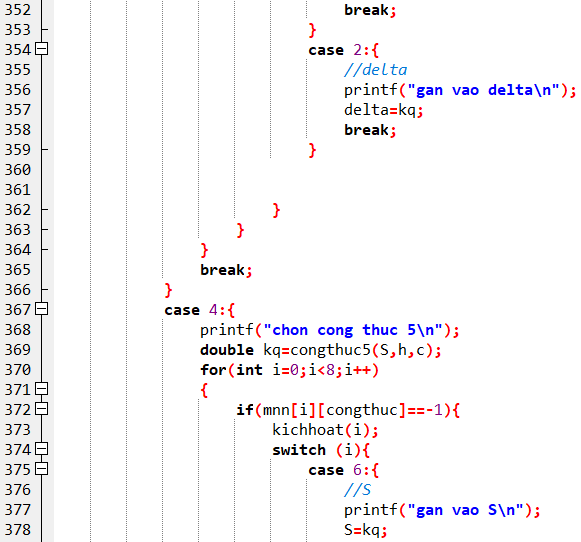 352 break;
353 }
354 case 2:{
355 //delta
356 printf("gan vao delta\n");
357 delta=kq;
358 break;
359 }
360
361
362 }
363 }
364 }
365 break;
366 }
367 case 4:{
368 printf("chon cong thuc 5\n");
369 double kq=congthuc5(S,h,c);
370 for(int i=0;i<8;i++)
371 {
372 if(mnn[i][congthuc]==-1){
373 kichhoat(i);
374 switch (i){
375 case 6:{
376 //S
377 printf("gan vao S\n");
378 S=kq;